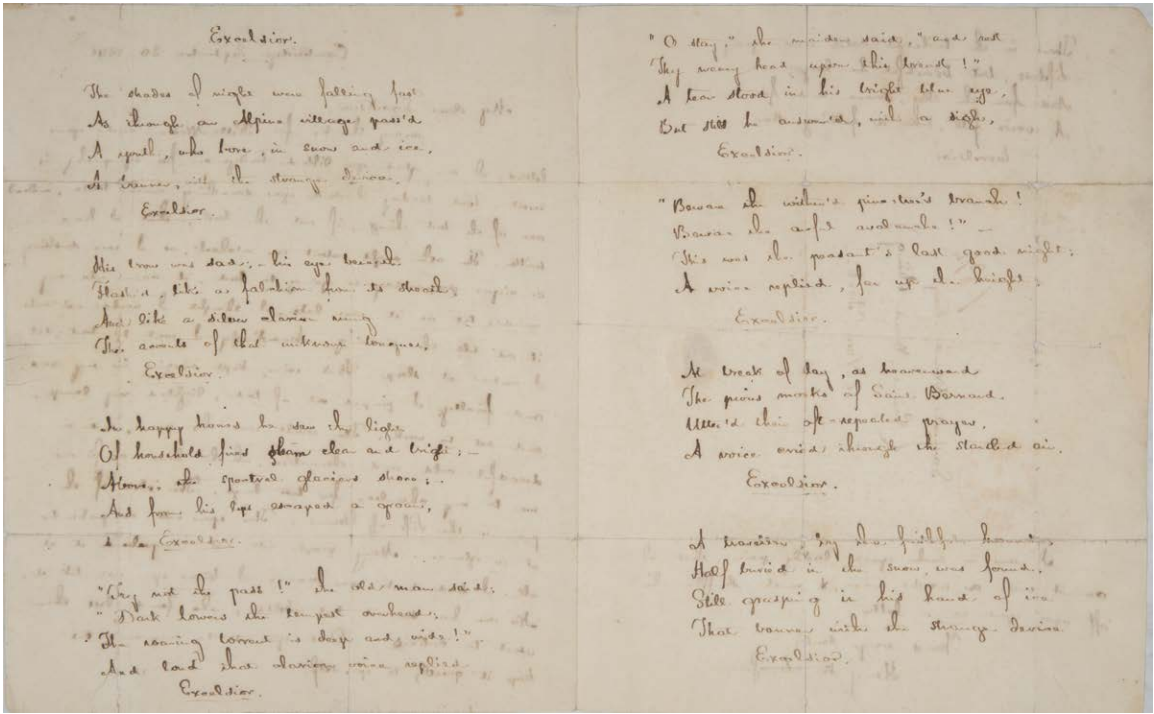 Excelsior.
The shades of night were falling fast
As through an Alpine village pass'd
A youth, who bore, in snow and ice,
A banner, with the strange device.
Excelsior.
His brow was sad; – his eye beneath
Flash'd, like a falchion from its sheath;
And like a silver clarion rung
The accents of that unknown tongue.
Excelsior.
In happy homes he saw the light
Of household fires gleam clear and bright; –
Above, the spectral glaciers shone; –
And from his lips escaped a groan,
Excelsior.
"Try not the pass!" the old man said;
"Dark lowers the tempest overhead;
"The roaring torrent is deep and wide!"
And loud that clarion voice replied
Excelsior.
"O stay," the maiden said, "and rest
Thy weary head upon this breast!"
A tear stood in his bright blue eye,
But still he answer'd, with a sigh,
Excelsior.
"Beware the wither'd pine-tree's branch!
Beware the awful avalanche!" –
This was the peasant's last good night;
A voice replied, far up the height;
Excelsior.
At break of day, as heavenward
The pious monks of Saint Bernard.
Utter'd their oft-repeated prayer,
A voice cried through the startled air.
Excelsior.
A traveller, by the faithful hound,
Half buried in the snow was found,
Still grasping in his hand of ice
That banner with the strange device
Excelsior.